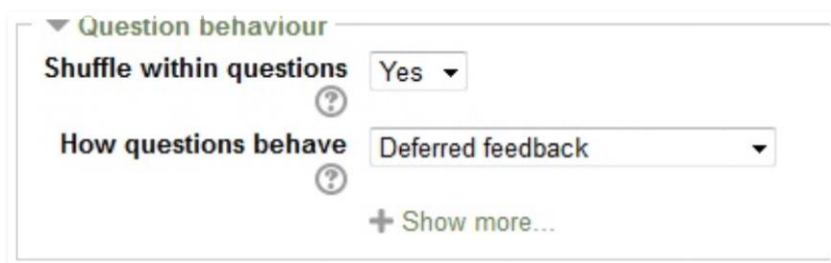 Question behaviour
Shuffle within questions Yes
How questions behave Deferred feedback
Show more...